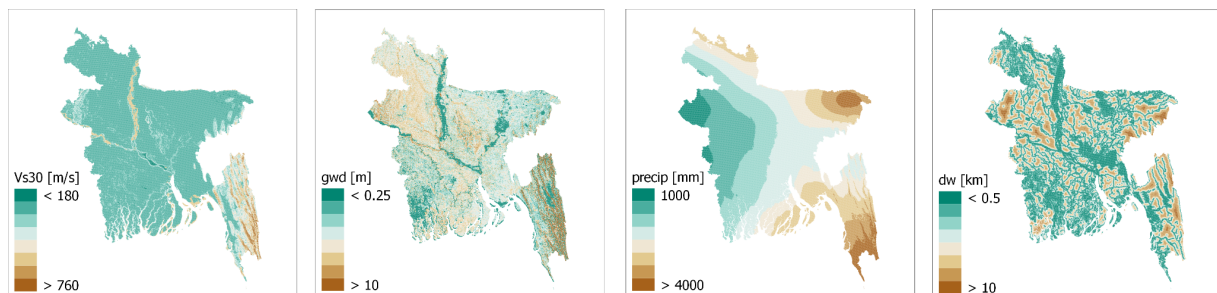 Vs30 [m/s]
< 180
> 760
gwd [m]
< 0.25
> 10
precip [mm]
1000
> 4000
dw [km]
< 0.5
> 10